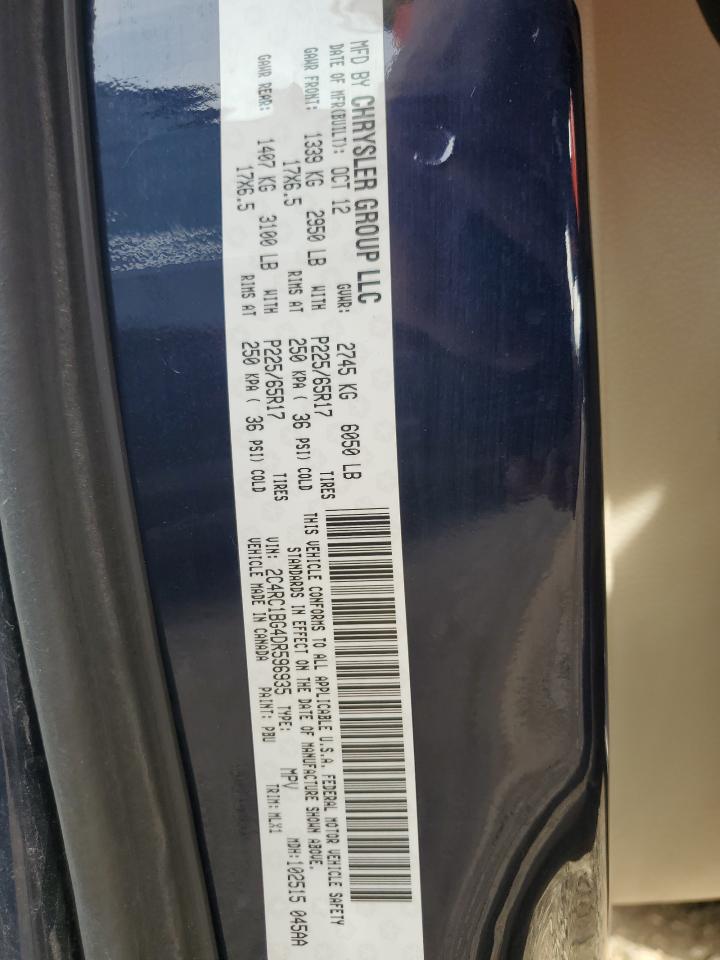 MFD BY CHRYSLER GROUP LLC
DATE OF MFR(BUILT): OCT 12 GVWR: 2745 KG 6050 LB
GAWR FRONT: 1339 KG 2950 LB WITH P225/65R17 TIRES
17X6.5 RIMS AT 250 KPA ( 36 PSI) COLD
GAWR REAR: 1407 KG 3100 LB WITH P225/65R17 TIRES
17X6.5 RIMS AT 250 KPA ( 36 PSI) COLD
THIS VEHICLE CONFORMS TO ALL APPLICABLE U.S.A. FEDERAL MOTOR VEHICLE SAFETY
STANDARDS IN EFFECT ON THE DATE OF MANUFACTURE SHOWN ABOVE.
VIN: 2C4RC1BG4DR596935 TYPE: MPV MDH:102515 045AA
VEHICLE MADE IN CANADA PAINT: PBU TRIM:MLX1